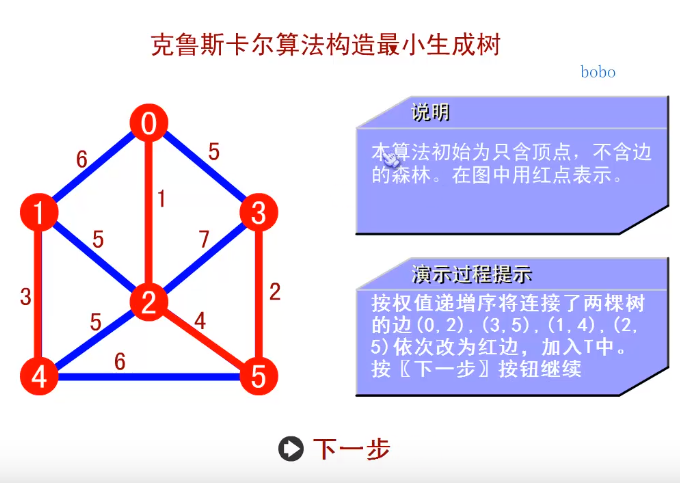 克鲁斯卡尔算法构造最小生成树
bobo
0
6
5
说明
本算法初始为只含顶点，不含边
的森林。在图中用红点表示。
1
1
3
5
7
3
2
2
5
4
6
4
5
演示过程提示
按权值递增序将连接了两棵树
的边(0,2),(3.5),(1,4),(2,
5)依次改为红边，加入T中。
按〖下一步〗按钮继续
下一步